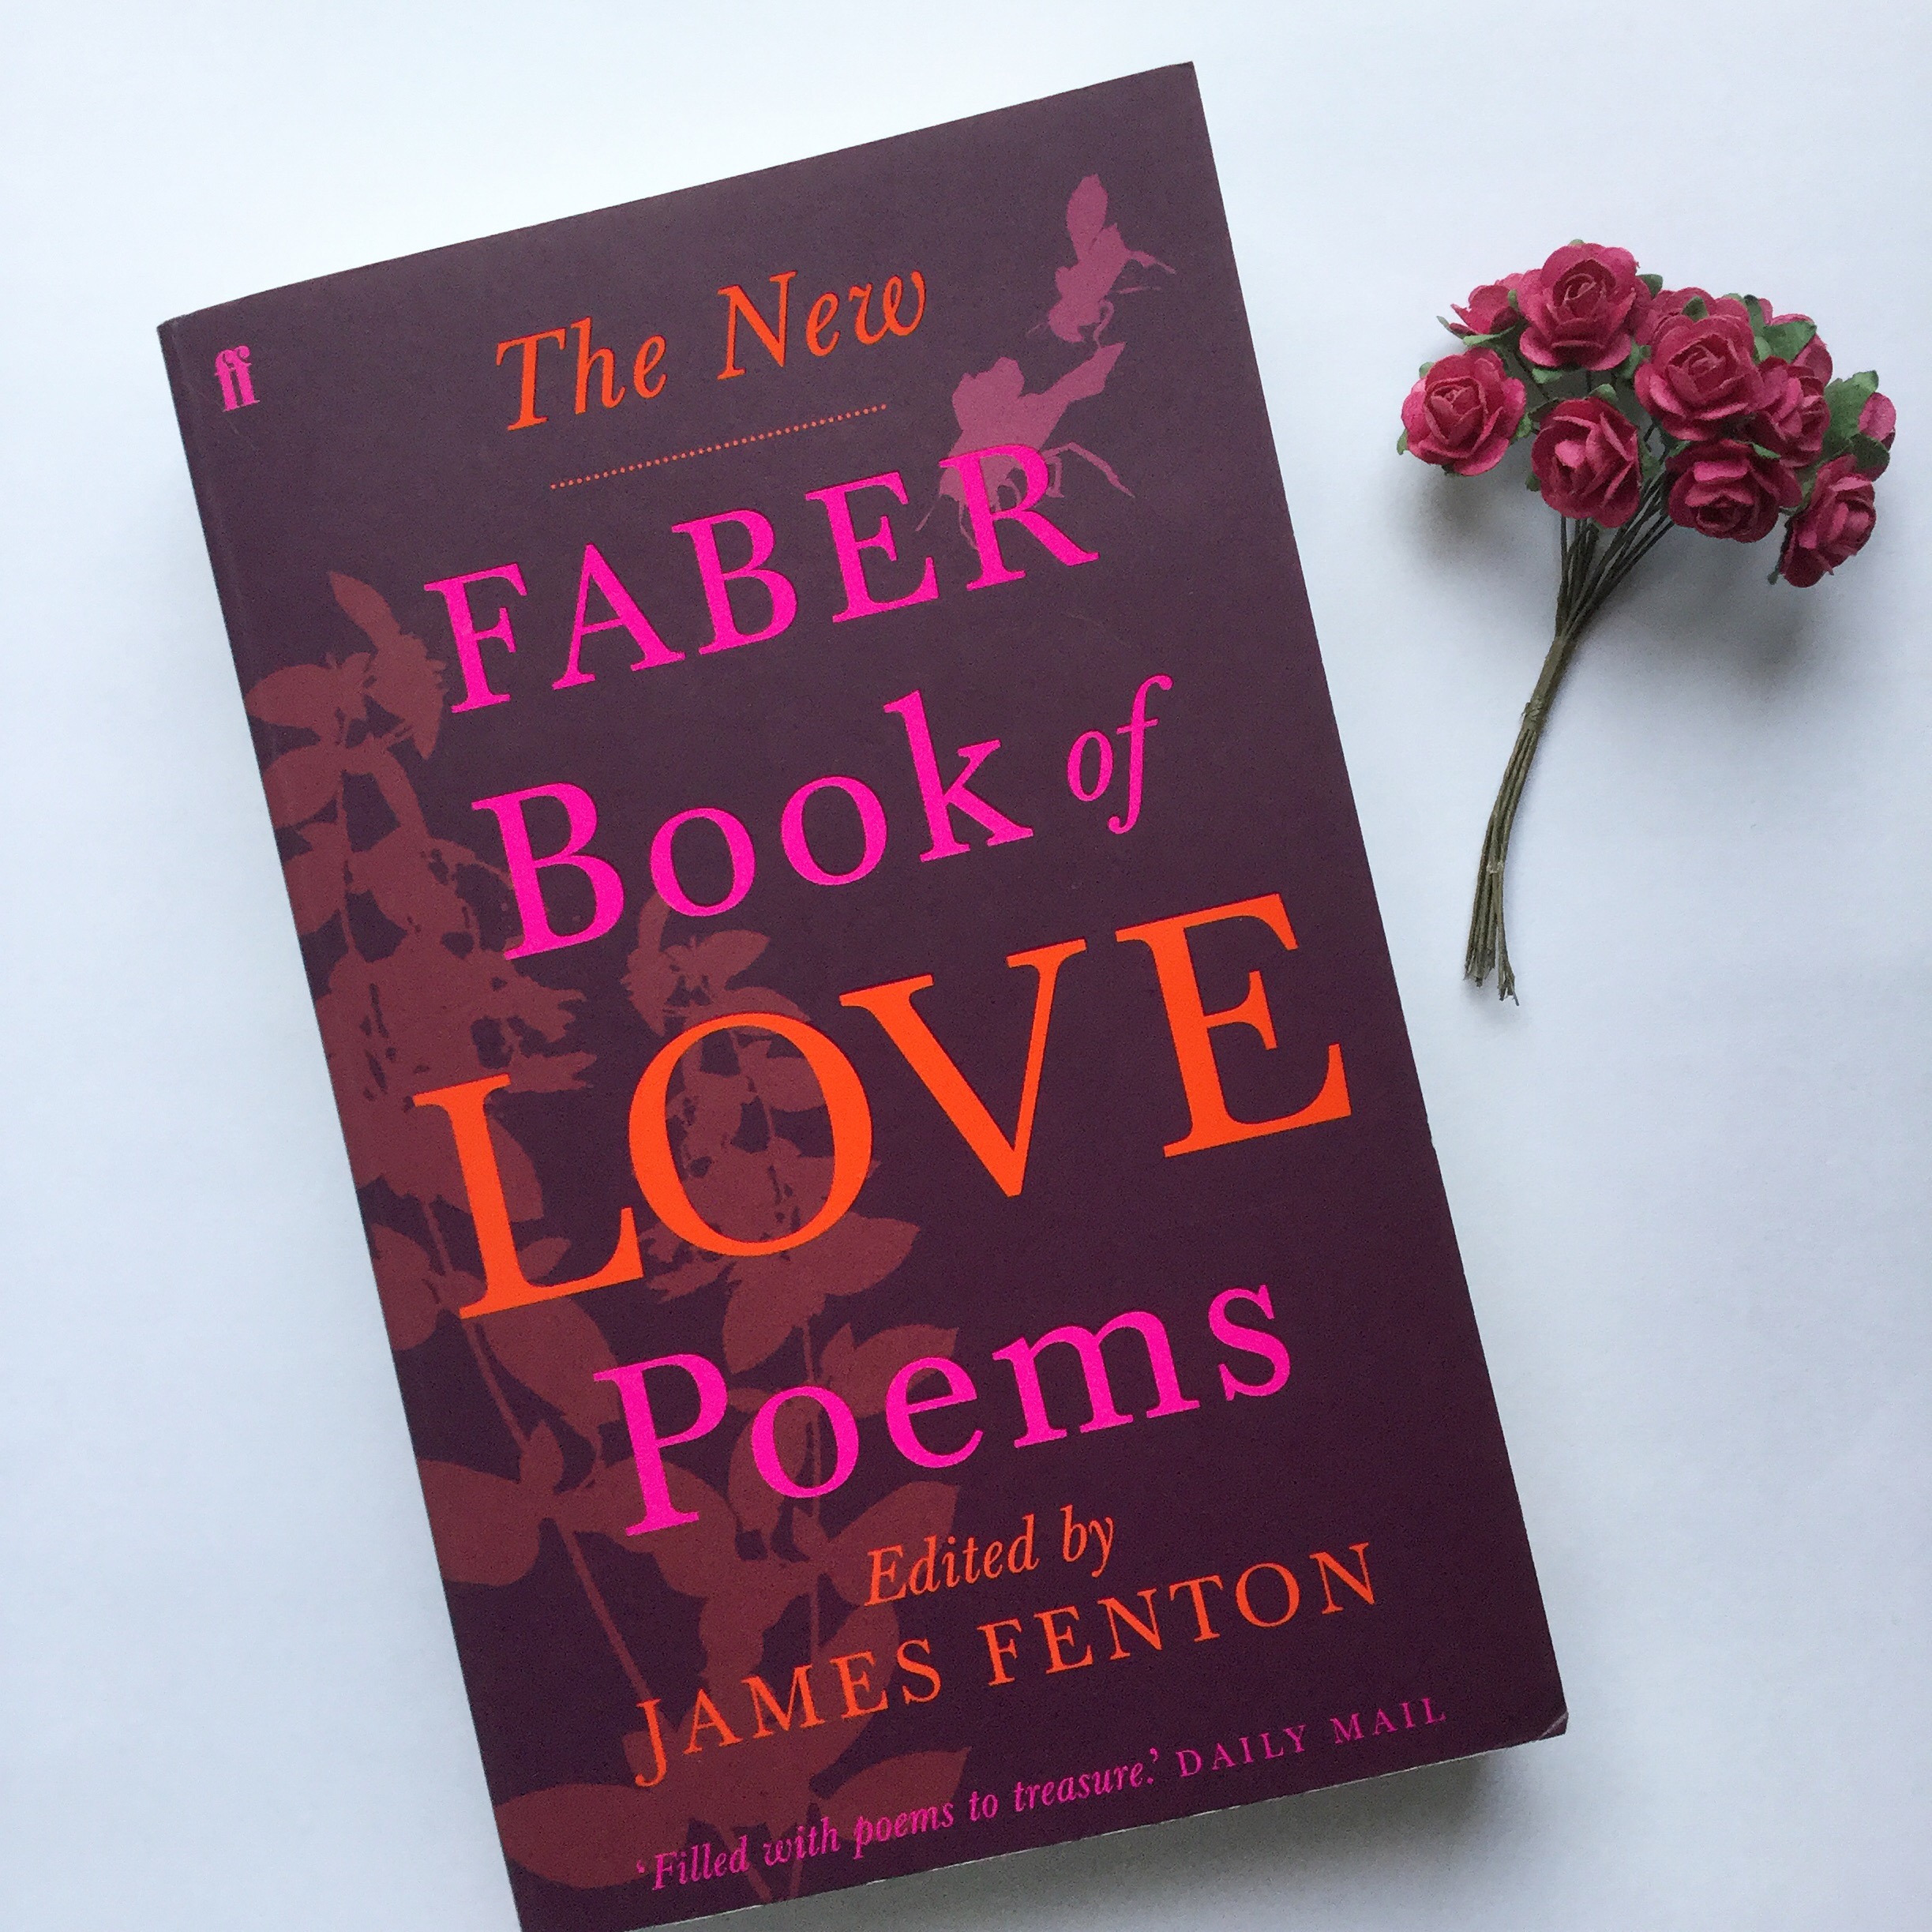 ff
The New
FABER
Book of
LOVE
Poems
Edited by
JAMES FENTON
‘Filled with poems to treasure.’ DAILY MAIL